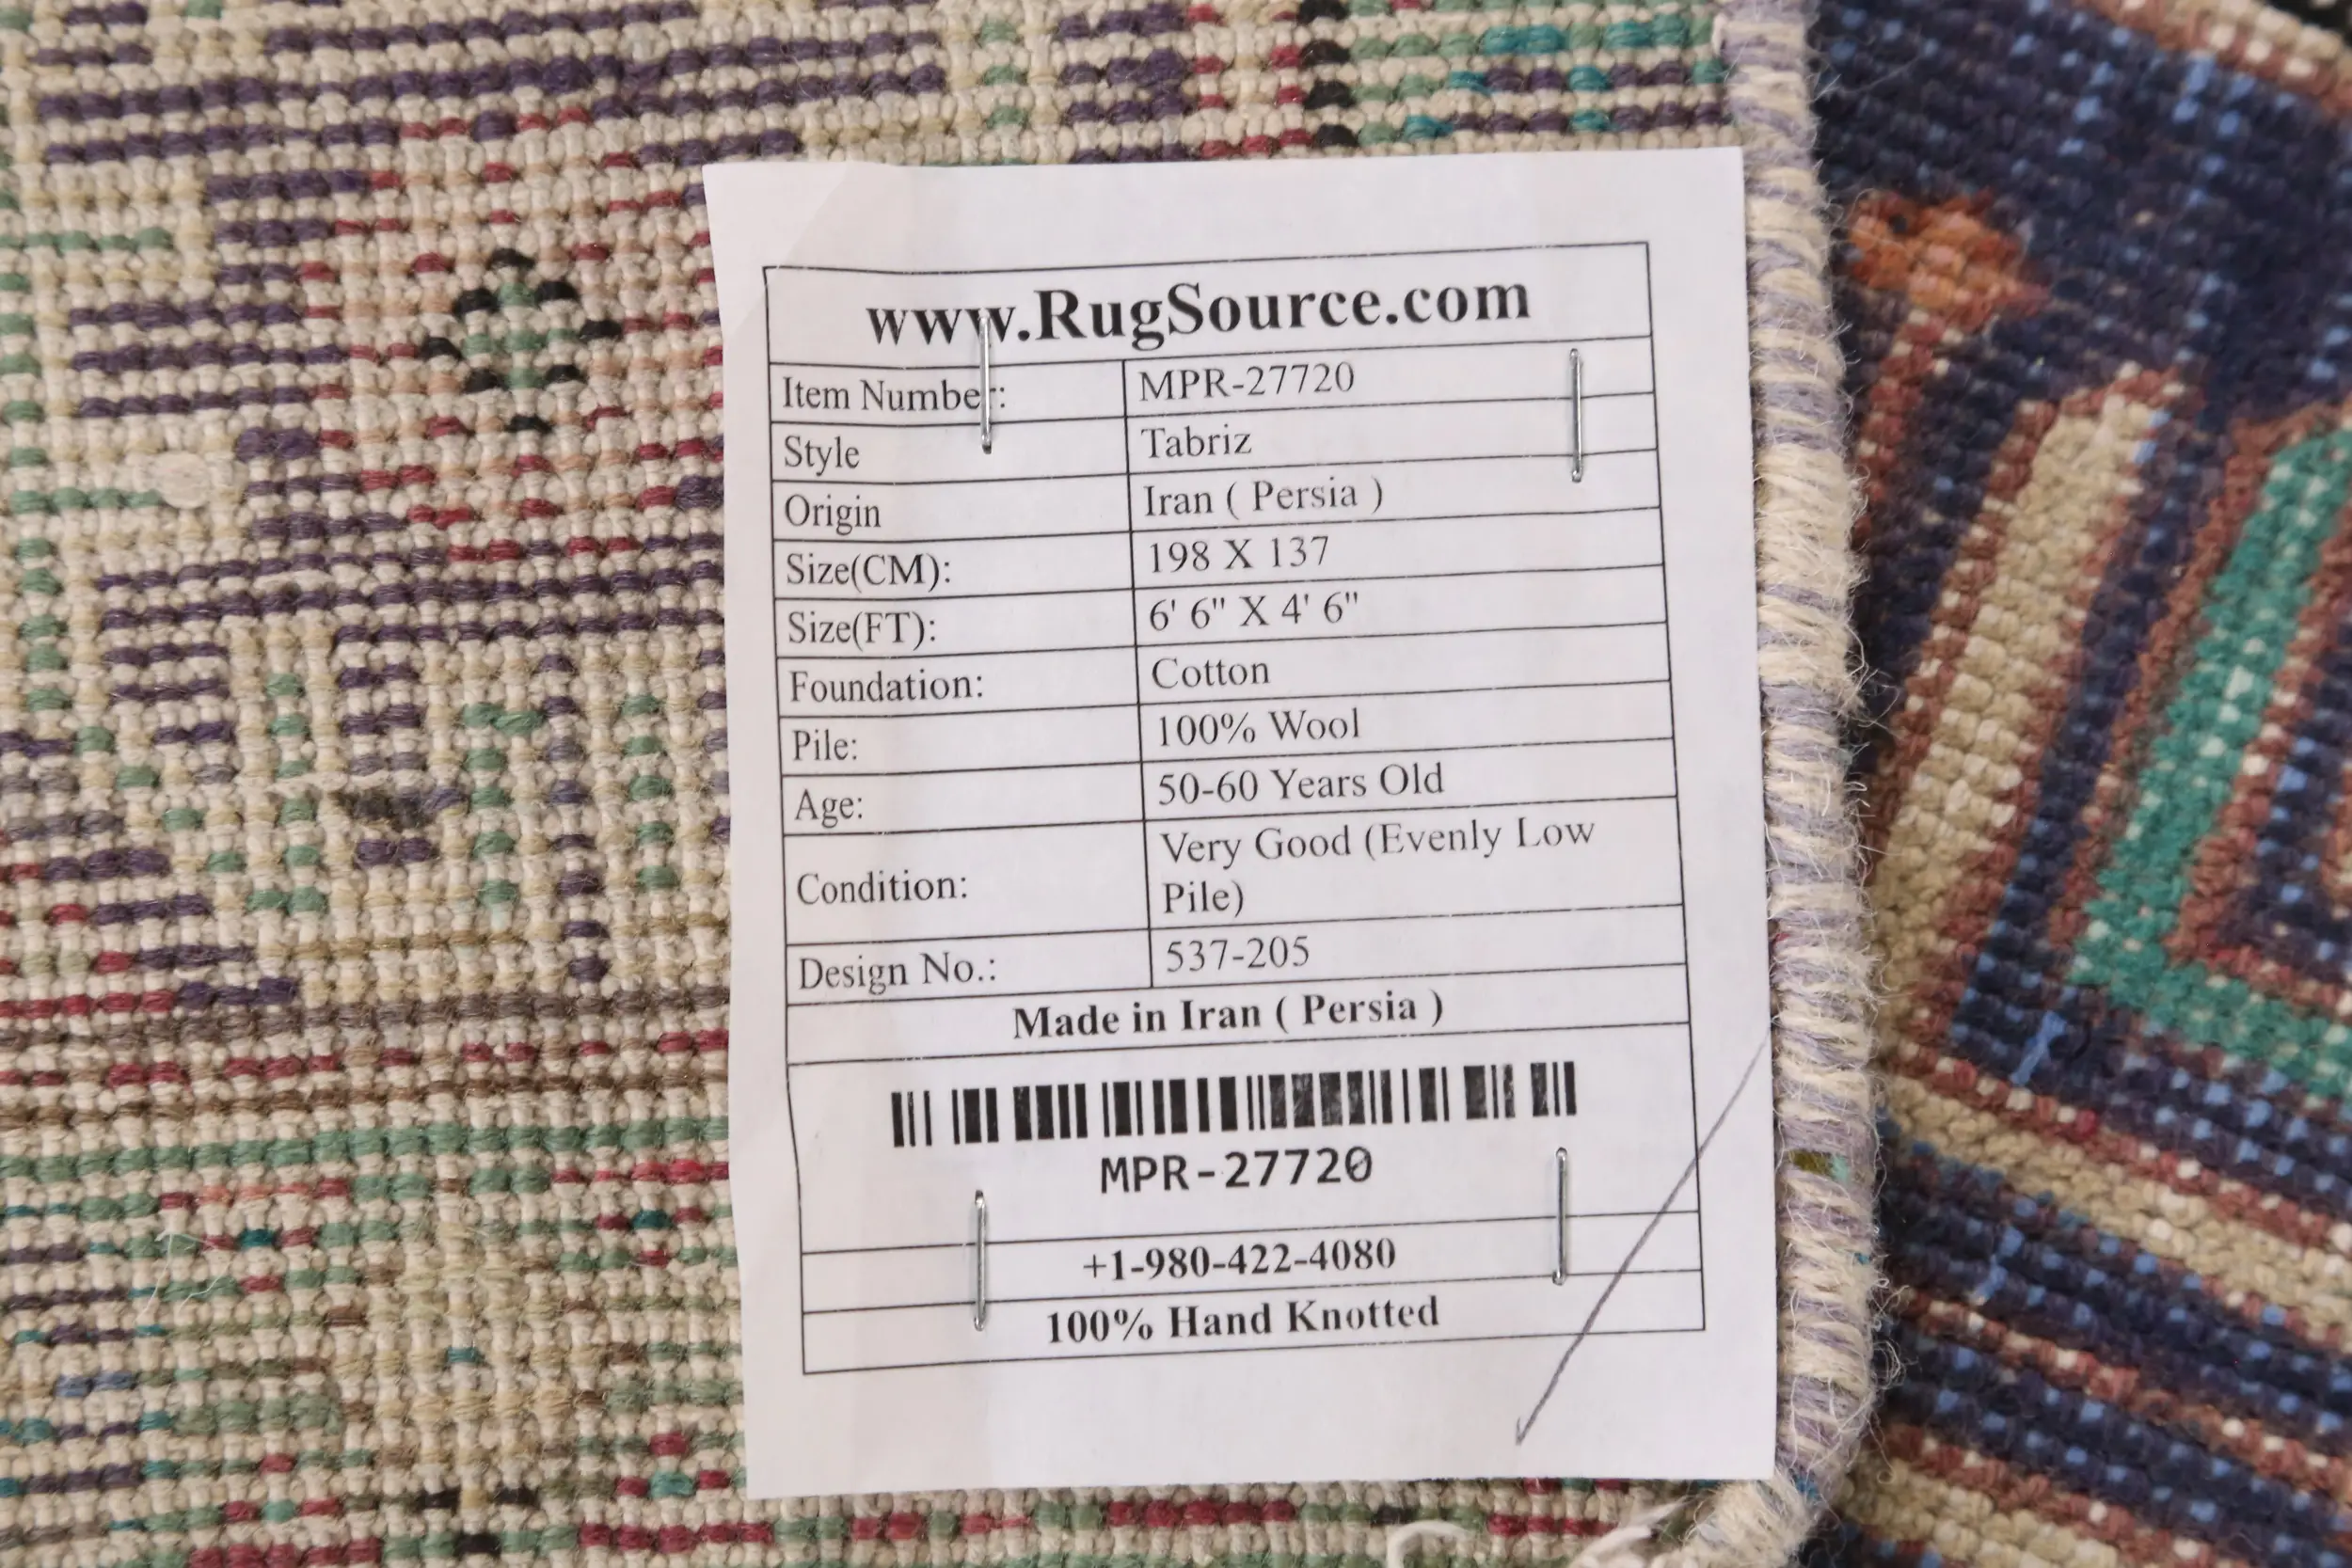 www.RugSource.com
Item Number: MPR-27720
Style Tabriz
Origin Iran ( Persia )
Size(CM): 198 X 137
Size(FT): 6' 6" X 4' 6"
Foundation: Cotton
Pile: 100% Wool
Age: 50-60 Years Old
Condition: Very Good (Evenly Low
Pile)
Design No.: 537-205
Made in Iran ( Persia )
MPR-27720
+1-980-422-4080
100% Hand Knotted